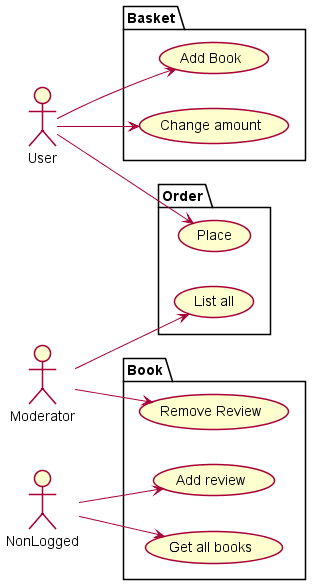 Basket
Add Book
Change amount
User
Order
Place
List all
Moderator
Book
Remove Review
Add review
NonLogged
Get all books